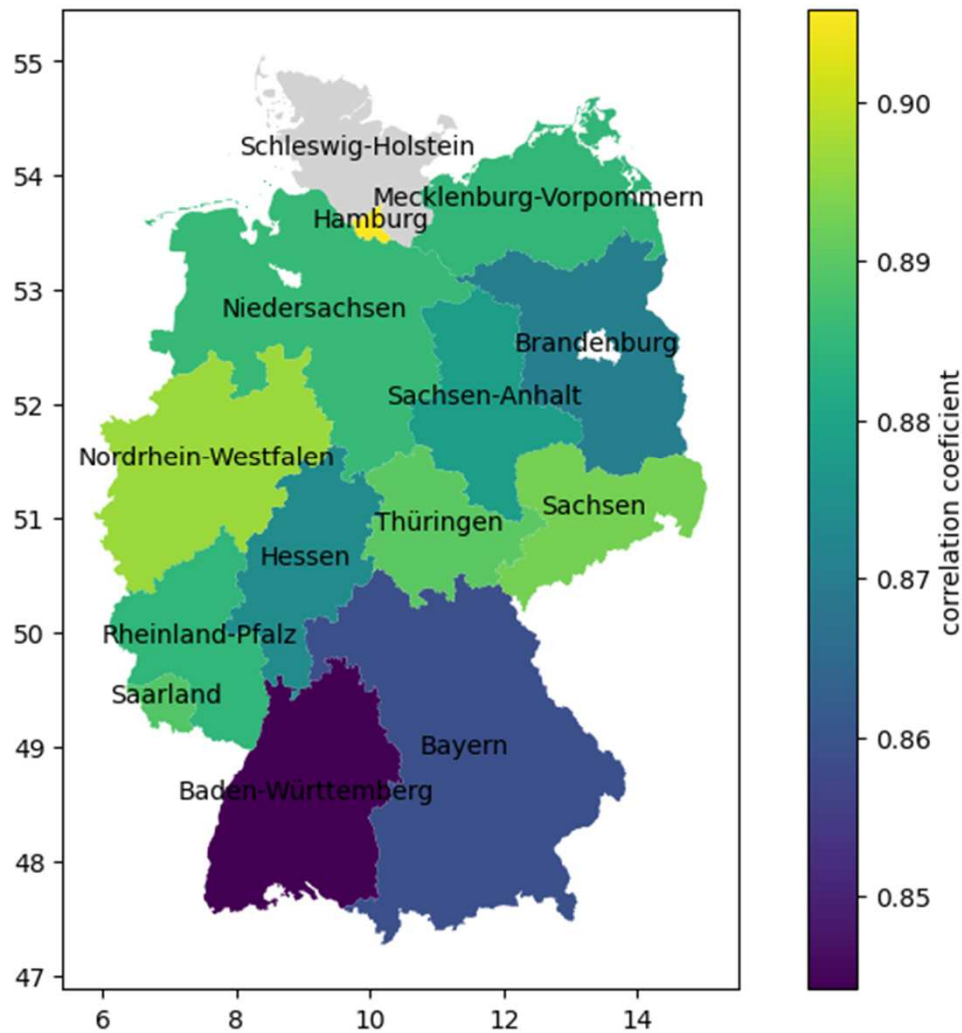 55
54
53
52
51
50
49
48
47
6
8
10
12
14
Schleswig-Holstein
Mecklenburg-Vorpommern
Hamburg
Niedersachsen
Brandenburg
Sachsen-Anhalt
Nordrhein-Westfalen
Sachsen
Thüringen
Hessen
Rheinland-Pfalz
Saarland
Bayern
Baden-Württemberg
0.90
0.89
0.88
0.87
0.86
0.85
correlation coeficient